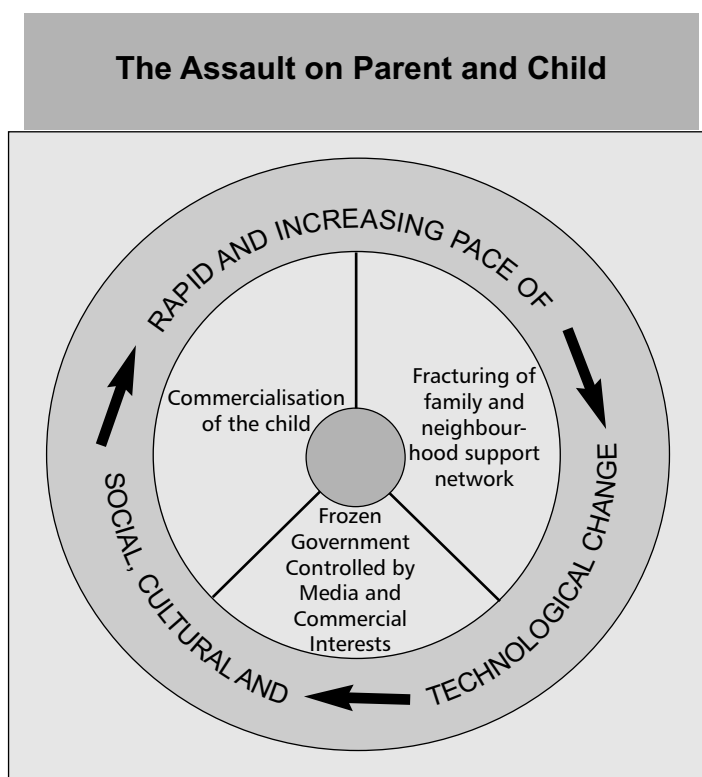 The Assault on Parent and Child
RAPID AND INCREASING PACE OF
SOCIAL, CULTURAL AND
TECHNOLOGICAL CHANGE
Commercialisation
of the child
Fracturing of
family and
neighbour-
hood support
network
Frozen
Government
Controlled by
Media and
Commercial
Interests